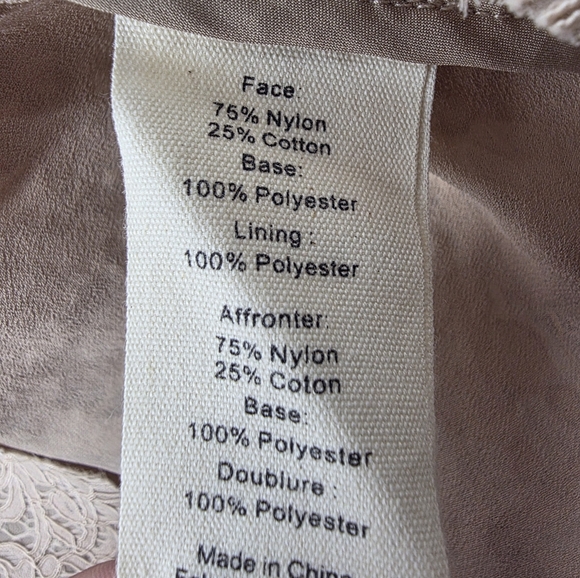 Face:
75% Nylon
25% Cotton
Base:
100% Polyester
Lining :
100% Polyester
Affronter:
75% Nylon
25% Coton
Base:
100% Polyester
Doublure :
100% Polyester
Made in China